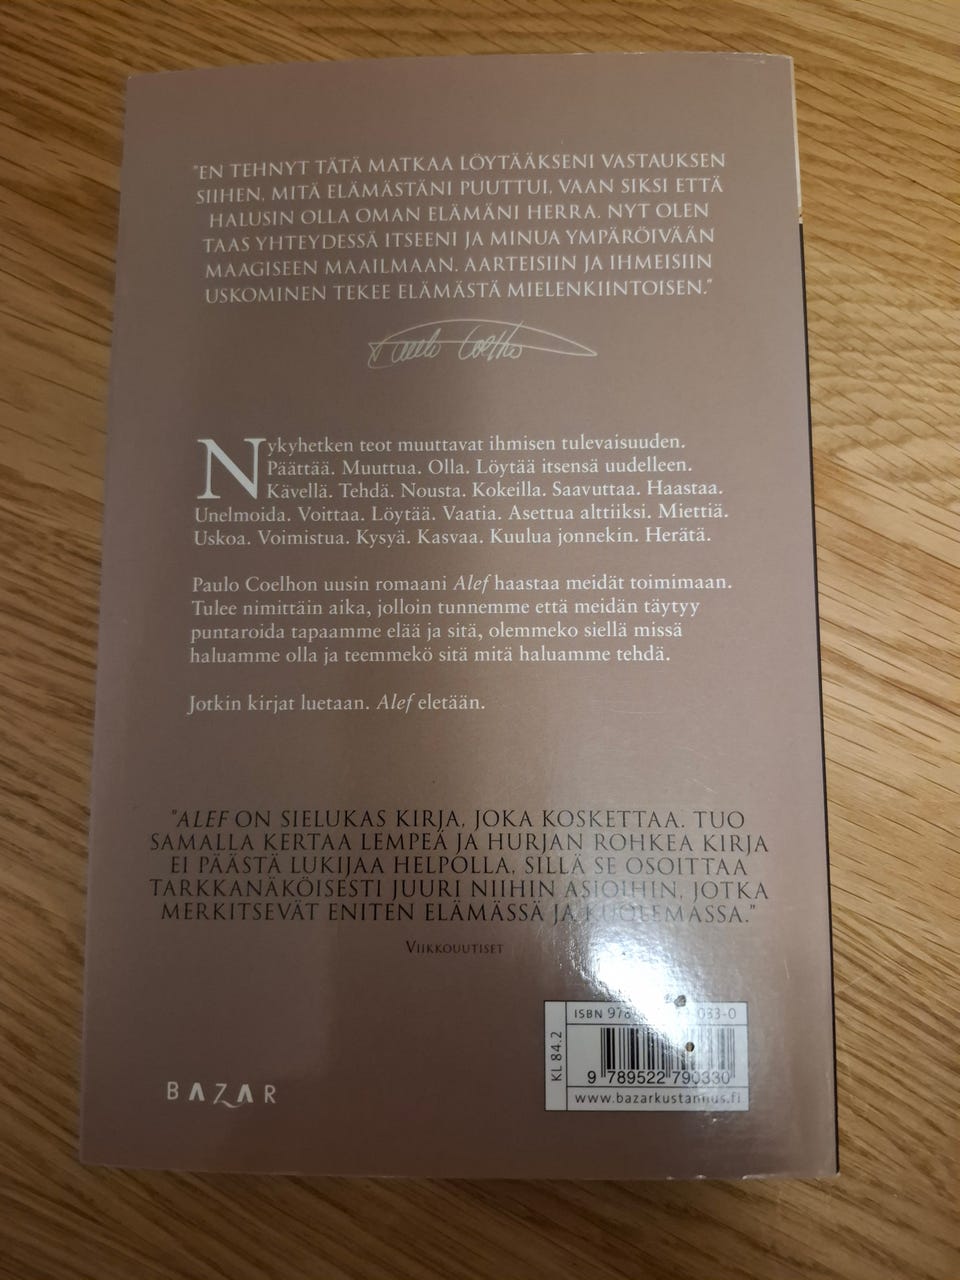 "EN TEHNYT TÄTÄ MATKAA LÖYTÄÄKSENI VASTAUKSEN
SIIHEN, MITÄ ELÄMÄSTÄNI PUUTTUI, VAAN SIKSI ETTÄ
HALUSIN OLLA OMAN ELÄMÄNI HERRA. NYT OLEN
TAAS YHTEYDESSÄ ITSEENI JA MINUA YMPÄRÖIVÄÄN
MAAGISEEN MAAILMAAN. AARTEISIIN JA IHMEISIIN
USKOMINEN TEKEE ELÄMÄSTÄ MIELENKIINTOISEN."
Paulo Coelho
Nykyhetken teot muuttavat ihmisen tulevaisuuden.
Päättää. Muuttua. Olla. Löytää itsensä uudelleen.
Kävellä. Tehdä. Nousta. Kokeilla. Saavuttaa. Haastaa.
Unelmoida. Voittaa. Löytää. Vaatia. Asettua alttiiksi. Miettiä.
Uskoa. Voimistua. Kysyä. Kasvaa. Kuulua jonnekin. Herätä.
Paulo Coelhon uusin romaani Alef haastaa meidät toimimaan.
Tulee nimittäin aika, jolloin tunnemme että meidän täytyy
puntaroida tapaamme elää ja sitä, olemmeko siellä missä
haluamme olla ja teemmekö sitä mitä haluamme tehdä.
Jotkin kirjat luetaan. Alef eletään.
"ALEF ON SIELUKAS KIRJA, JOKA KOSKETTAA. TUO
SAMALLA KERTAA LEMPEÄ JA HURJAN ROHKEA KIRJA
EI PÄÄSTÄ LUKIJAA HELPOLLA, SILLÄ SE OSOITTAA
TARKKANÄKÖISESTI JUURI NIIHIN ASIOIHIN, JOTKA
MERKITSEVÄT ENITEN ELÄMÄSSÄ JA KUOLEMASSA."
VIIKKOUUTISET
BAZAR
KL 84.2
ISBN
9 789522 790330
www.bazarkustannus.fi